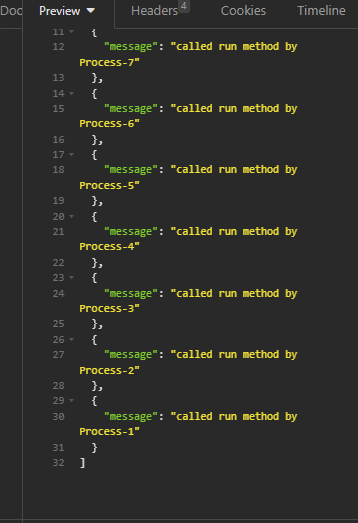 Doc Preview Headers 4 Cookies Timeline
11 {
12 "message": "called run method by
Process-7"
13 },
14 {
15 "message": "called run method by
Process-6"
16 },
17 {
18 "message": "called run method by
Process-5"
19 },
20 {
21 "message": "called run method by
Process-4"
22 },
23 {
24 "message": "called run method by
Process-3"
25 },
26 {
27 "message": "called run method by
Process-2"
28 },
29 {
30 "message": "called run method by
Process-1"
31 }
32 ]